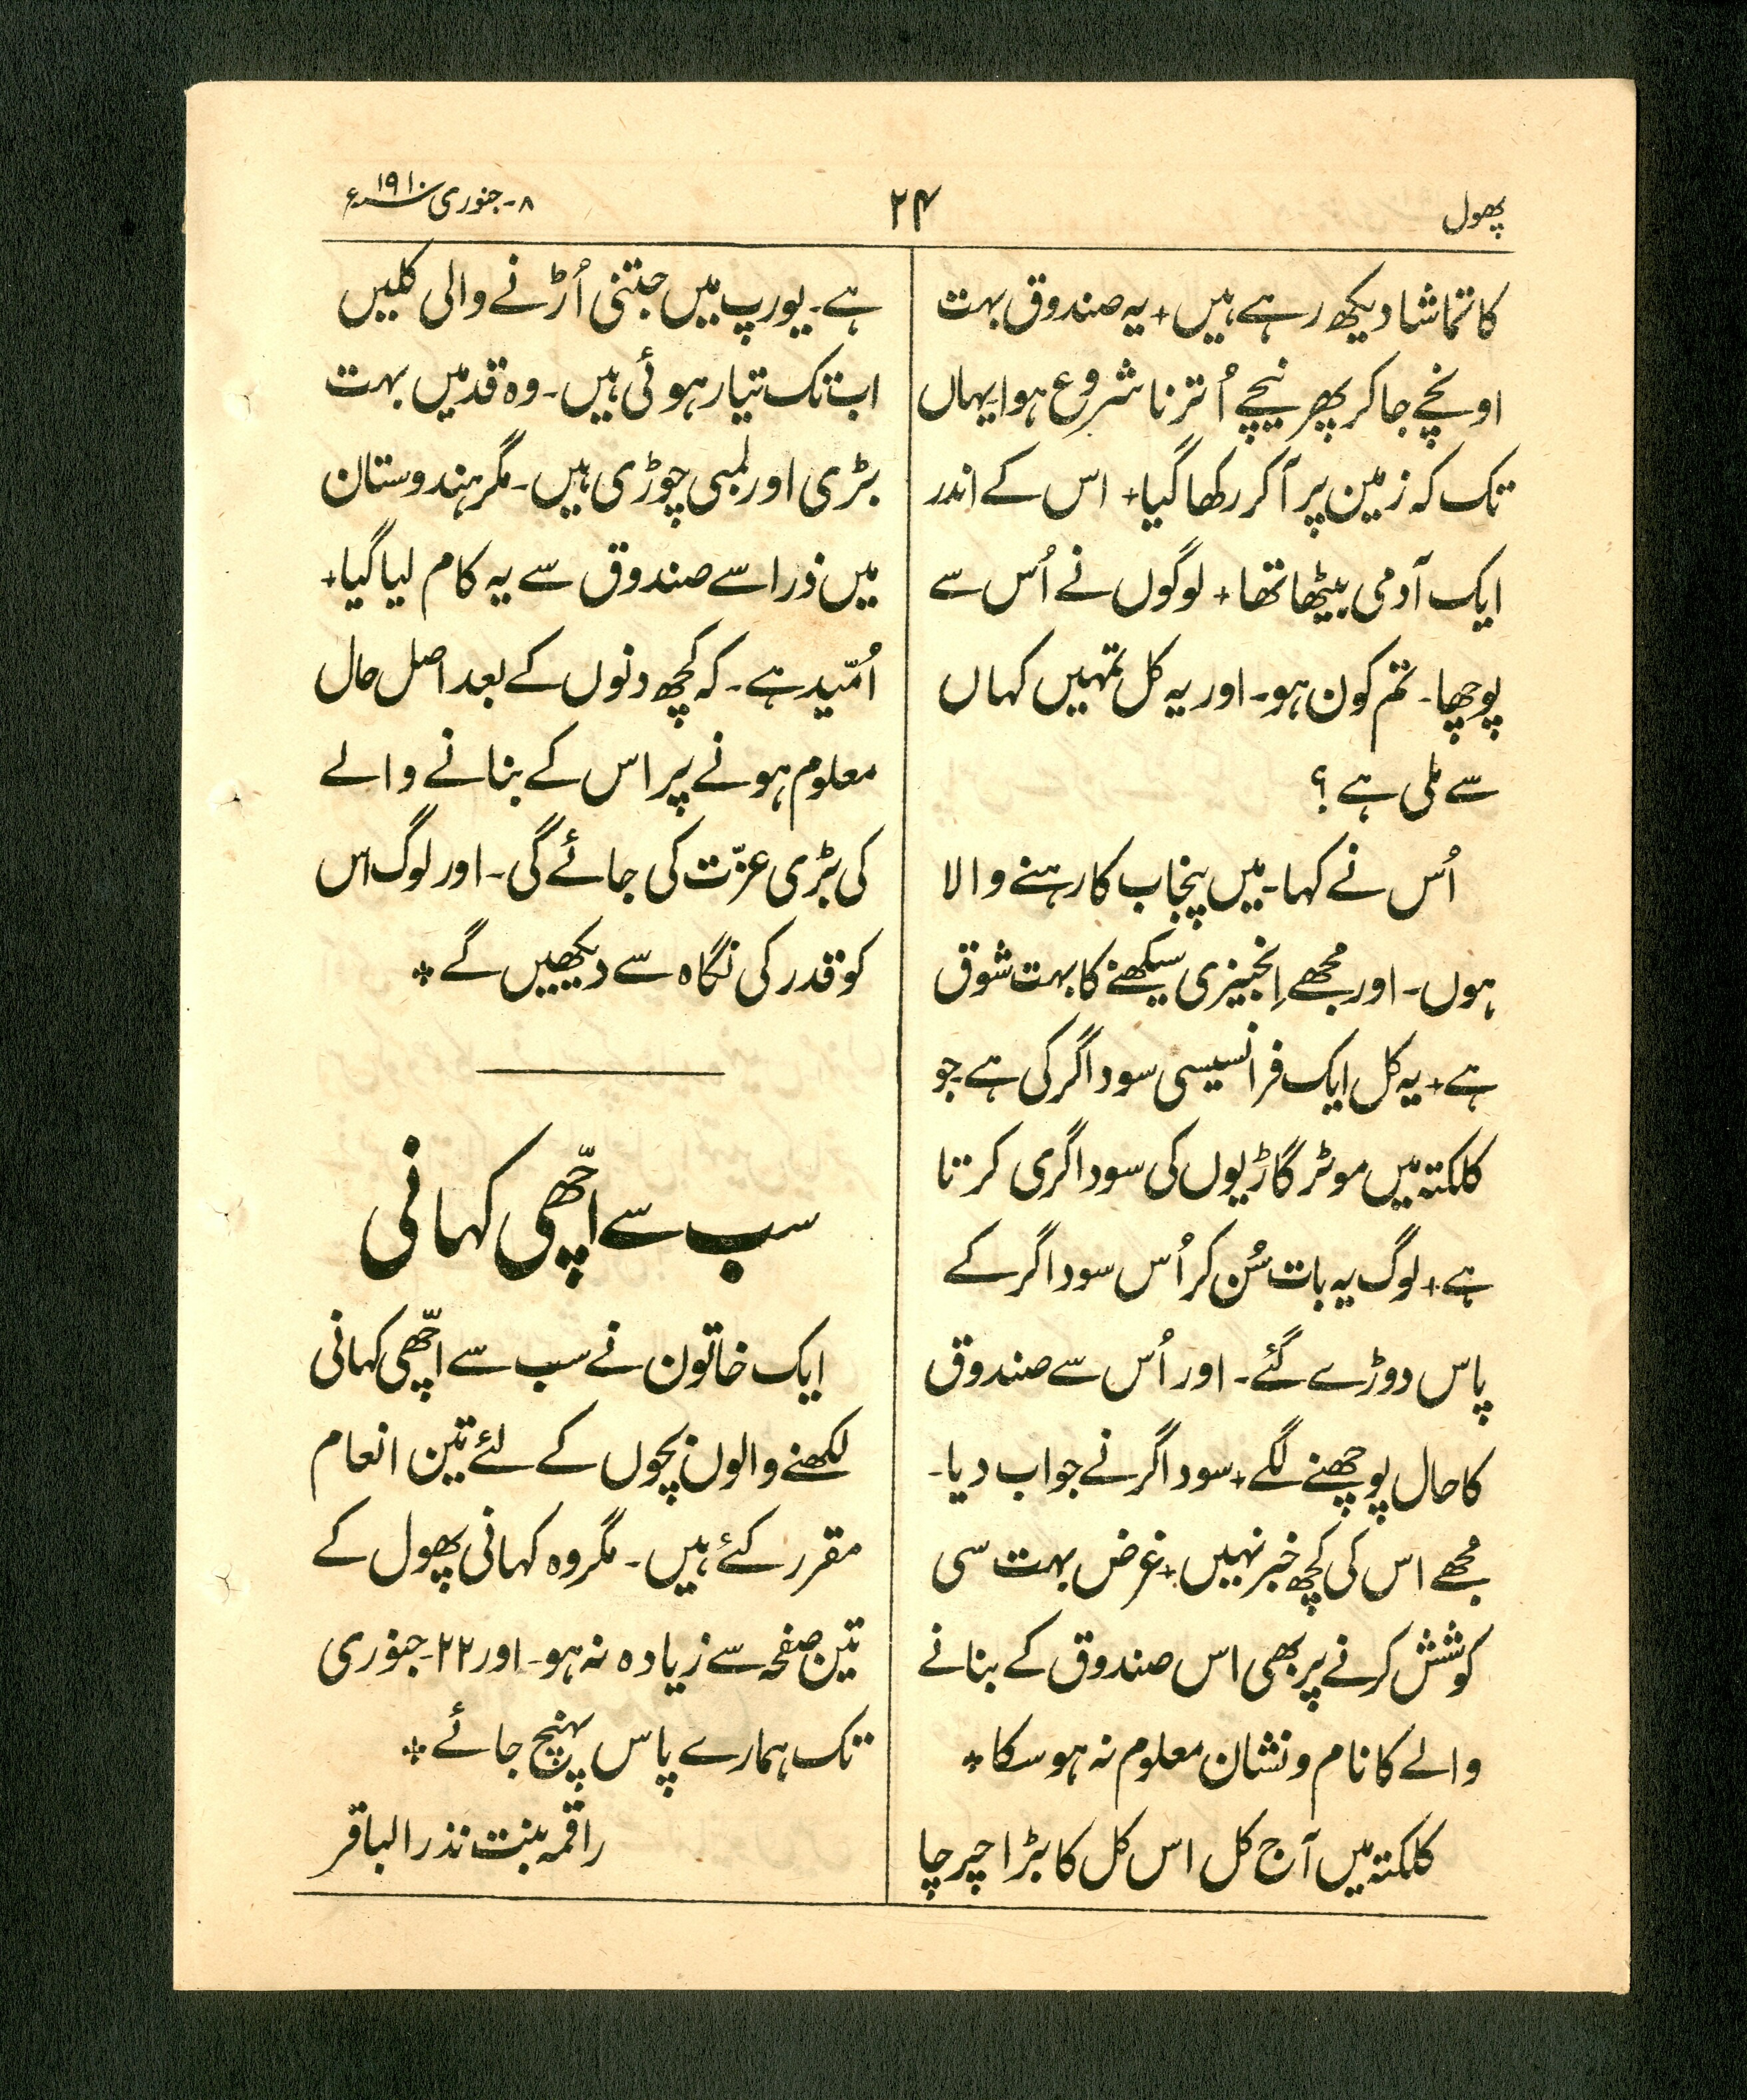 پھول
۲۴
۸-جنوری ۱۹۱۰ء
کا تماشا دیکھ رہے ہیں + یہ صندوق بہت
اونچے جا کر پھر نیچے اُترنا شروع ہوا یہاں
تک کہ زمین پر آ کر رکھا گیا + اس کے اندر
ایک آدمی بیٹھا تھا + لوگوں نے اُس سے
پوچھا۔ تم کون ہو۔ اور یہ کل تمہیں کہاں
سے ملی ہے ؟
اُس نے کہا۔ میں پنجاب کا رہنے والا
ہوں۔ اور مجھے اِنجینری سیکھنے کا بہت شوق
ہے + یہ کل ایک فرانسیسی سوداگر کی ہے جو
کلکتہ میں موٹر گاڑیوں کی سوداگری کرتا
ہے + لوگ یہ بات سُن کر اُس سوداگر کے
پاس دوڑے گئے۔ اور اُس سے صندوق
کا حال پوچھنے لگے + سوداگر نے جواب دیا۔
مجھے اس کی کچھ خبر نہیں + غرض بہت سی
کوشش کرنے پر بھی اس صندوق کے بنانے
والے کا نام و نشان معلوم نہ ہو سکا +
کلکتہ میں آج کل اس کل کا بڑا چرچا
ہے۔ یورپ میں جتنی اُڑنے والی کلیں
اب تک تیار ہوئی ہیں۔ وہ قد میں بہت
بڑی اور لمبی چوڑی ہیں۔ مگر ہندوستان
میں ذرا سے صندوق سے یہ کام لیا گیا +
اُمّید ہے۔ کہ کچھ دنوں کے بعد اصل حال
معلوم ہونے پر اس کے بنانے والے
کی بڑی عزّت کی جائے گی۔ اور لوگ اس
کو قدر کی نگاہ سے دیکھیں گے ۔
سب سے اچّھی کہانی
ایک خاتون نے سب سے اچّھی کہانی
لکھنے والوں بچوں کے لئے تین انعام
مقرر کئے ہیں۔ مگر وہ کہانی پھول کے
تین صفحہ سے زیادہ نہ ہو۔ اور ۲۲۔جنوری
تک ہمارے پاس پہنچ جائے ۔
راقمہ بنت نذر الباقر